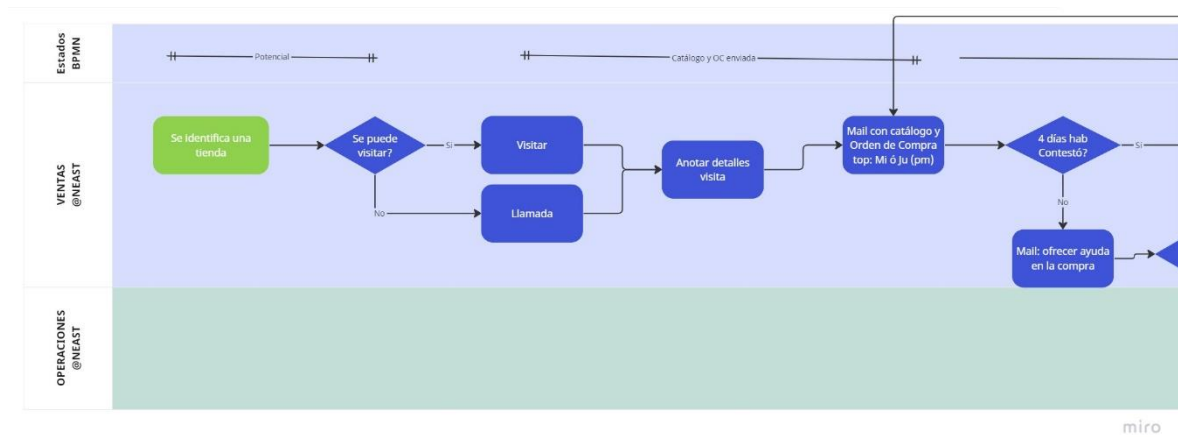 Estados
BPMN
Potencial
Catálogo y OC enviada
VENTAS
@NEAST
Se identifica una
tienda
Se puede
visitar?
Si
No
Visitar
Llamada
Anotar detalles
visita
Mail con catálogo y
Orden de Compra
top: Mi ó Ju (pm)
4 días hab
Contestó?
Si
No
Mail: ofrecer ayuda
en la compra
OPERACIONES
@NEAST
miro